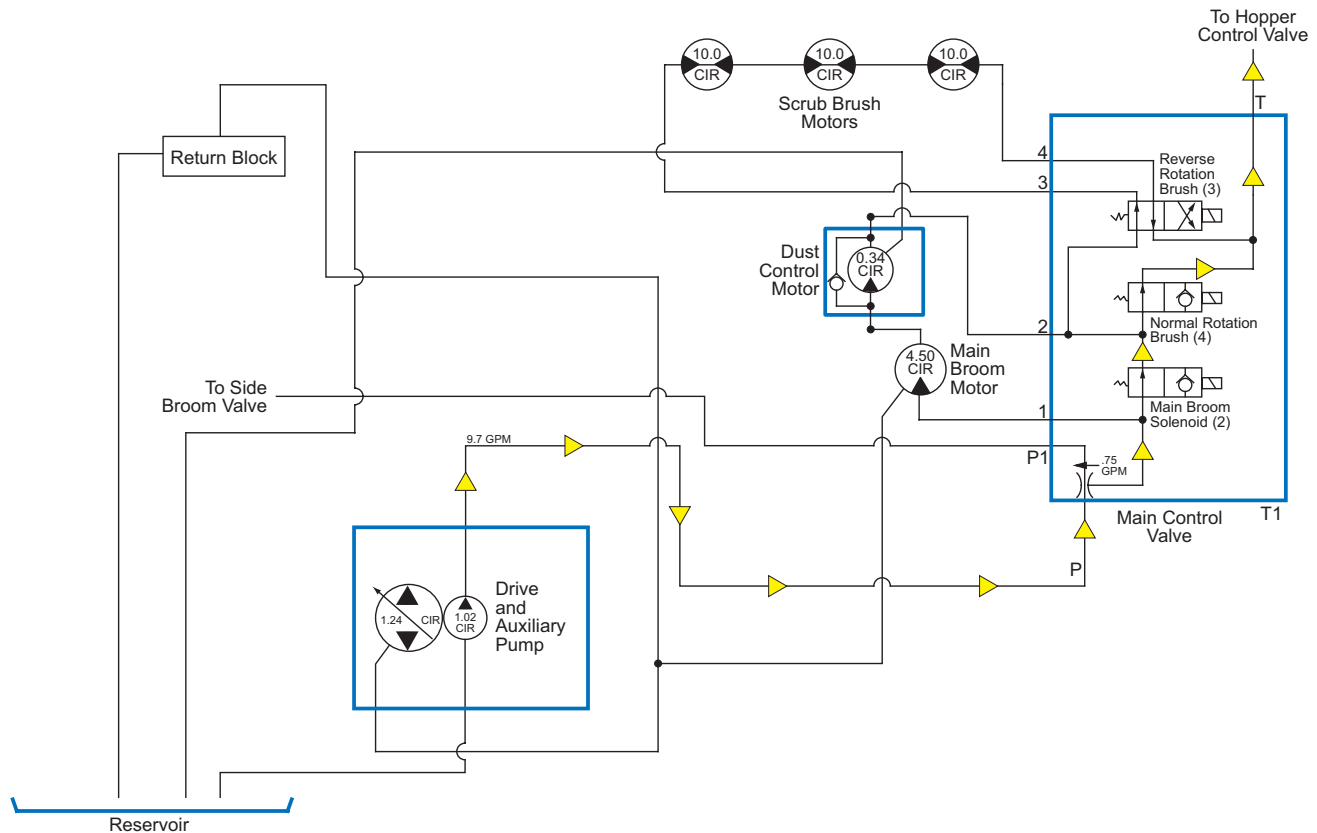 To Hopper
Control Valve
T
10.0
CIR
10.0
CIR
10.0
CIR
Scrub Brush
Motors
Return Block
4
3
Reverse
Rotation
Brush (3)
Dust
Control
Motor
0.34
CIR
2
Normal Rotation
Brush (4)
4.50
CIR
Main
Broom
Motor
To Side
Broom Valve
1
Main Broom
Solenoid (2)
9.7 GPM
P1
.75
GPM
Main Control
Valve
T1
P
1.24 CIR
1.02
CIR
Drive
and
Auxiliary
Pump
Reservoir